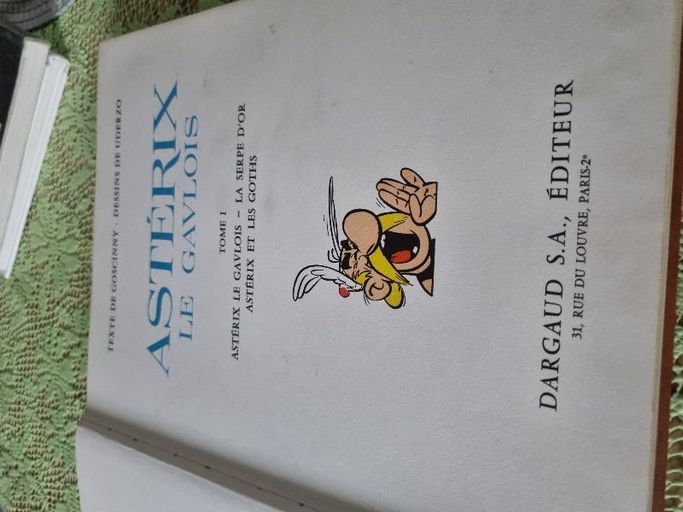 TEXTE DE GOSCINNY . DESSINS DE UDERZO
ASTÉRIX
LE GAVLOIS
TOME I
ASTÉRIX LE GAVLOIS – LA SERPE D'OR
ASTÉRIX ET LES GOTHS
DARGAUD S.A., ÉDITEUR
31, RUE DU LOUVRE, PARIS-2e